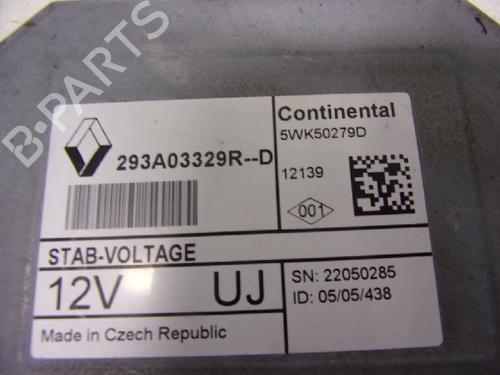 B-PARTS
293A03329R--D
Continental
5WK50279D
12139
001
STAB-VOLTAGE
12V UJ
SN: 22050285
ID: 05/05/438
Made in Czech Republic